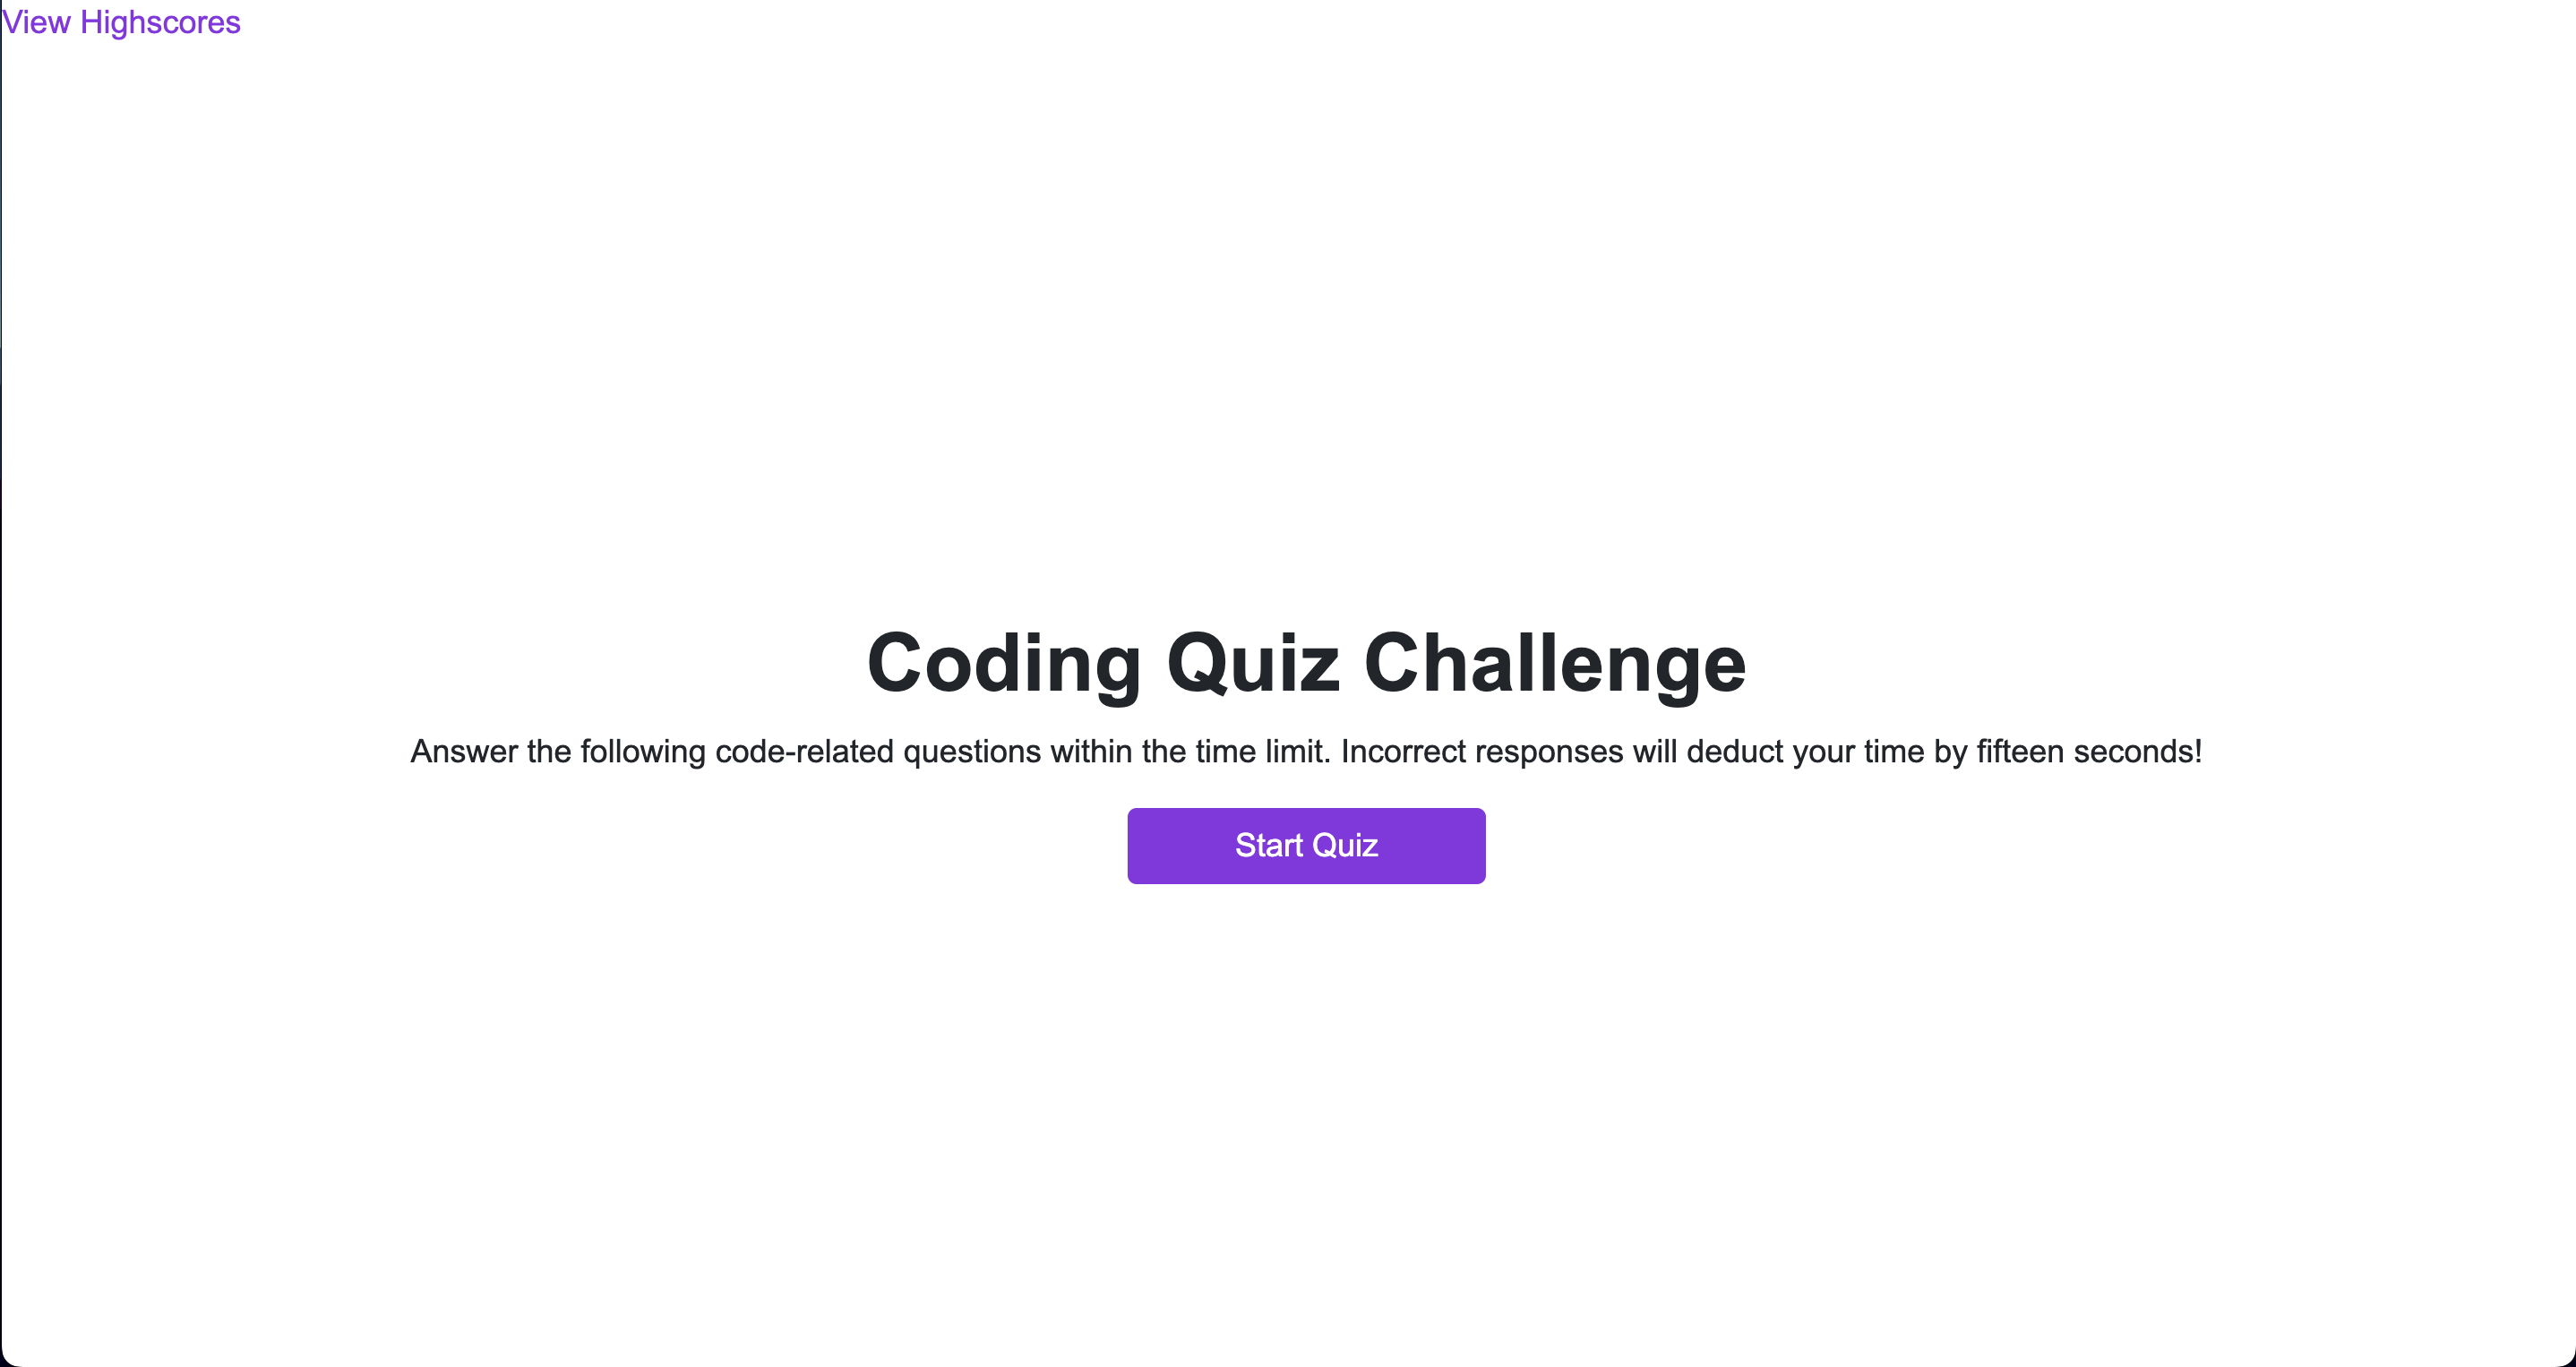 View Highscores
Coding Quiz Challenge
Answer the following code-related questions within the time limit. Incorrect responses will deduct your time by fifteen seconds!
Start Quiz